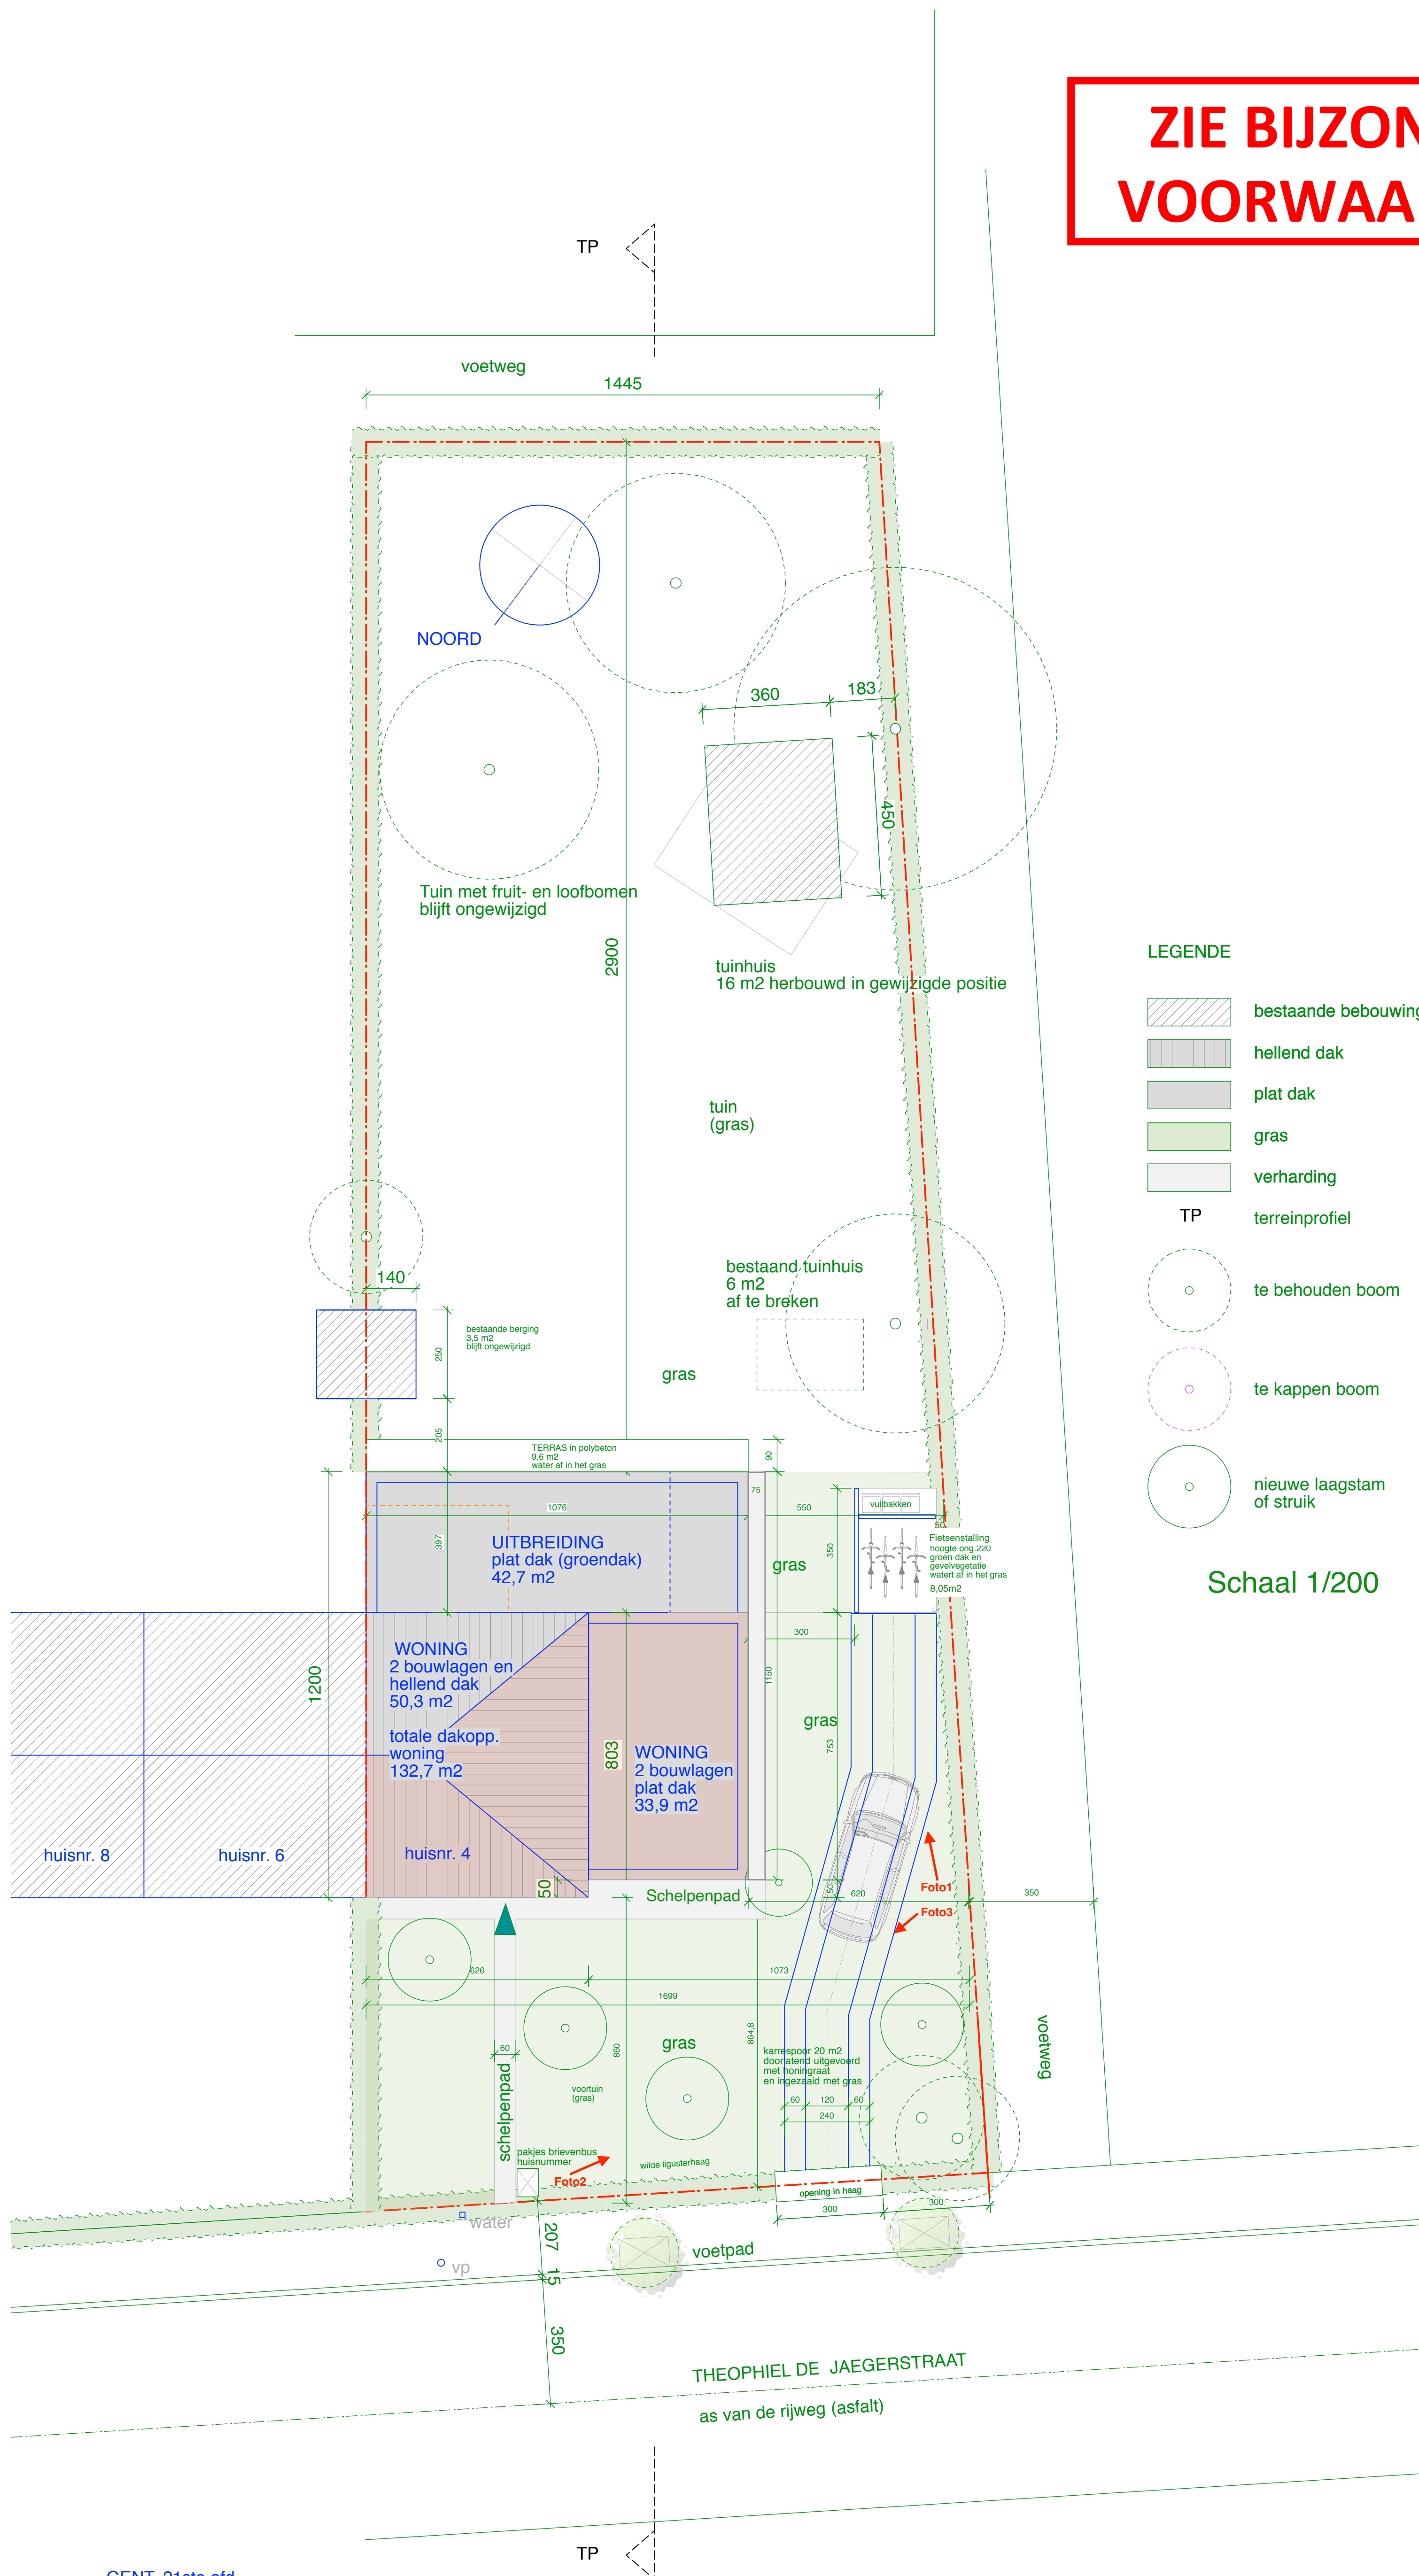 ZIE BIJZON
VOORWAA
TP
voetweg
1445
NOORD
360
183
450
Tuin met fruit- en loofbomen
blijft ongewijzigd
2900
tuinhuis
16 m2 herbouwd in gewijzigde positie
LEGENDE
bestaande bebouwing
hellend dak
plat dak
gras
verharding
TP
terreinprofiel
te behouden boom
te kappen boom
nieuwe laagstam
of struik
Schaal 1/200
tuin
(gras)
bestaand tuinhuis
6 m2
af te breken
140
250
bestaande berging
3,5 m2
blijft ongewijzigd
gras
205
TERRAS in polybeton
9,6 m2
water af in het gras
90
75
1076
550
vuilbakken
50
397
UITBREIDING
plat dak (groendak)
42,7 m2
gras
350
Fietsenstalling
hoogte ong.220
groen dak en
gevelvegetatie
watert af in het gras
8,05m2
300
1200
WONING
2 bouwlagen en
hellend dak
50,3 m2
totale dakopp.
woning
132,7 m2
803
WONING
2 bouwlagen
plat dak
33,9 m2
1150
gras
753
huisnr. 8
huisnr. 6
huisnr. 4
50
Schelpenpad
50
620
Foto1
Foto3
350
626
1073
1699
60
schelpenpad
860
gras
864,8
voortuin
(gras)
karrespoor 20 m2
doorlatend uitgevoerd
met honingraat
en ingezaaid met gras
60
120
60
240
voetweg
pakjes brievenbus
huisnummer
Foto2
wilde ligusterhaag
opening in haag
300
300
water
vp
207
15
350
voetpad
THEOPHIEL DE JAEGERSTRAAT
as van de rijweg (asfalt)
TP
GENT, 21ste afd